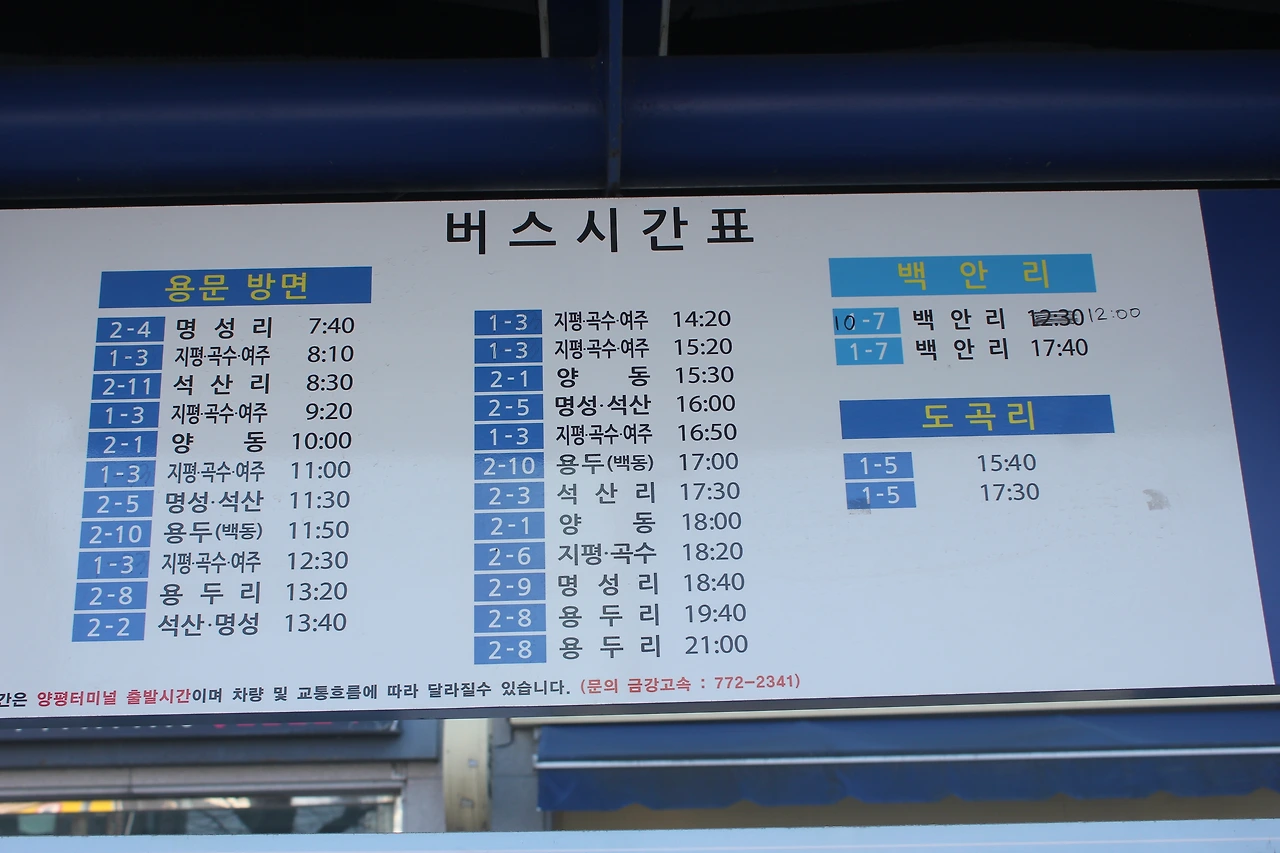 버스시간표
용문 방면
2-4 명성리 7:40
1-3 지평·곡수·여주 8:10
2-11 석산리 8:30
1-3 지평·곡수·여주 9:20
2-1 양동 10:00
1-3 지평·곡수·여주 11:00
2-5 명성·석산 11:30
2-10 용두(백동) 11:50
1-3 지평·곡수·여주 12:30
2-8 용두리 13:20
2-2 석산·명성 13:40
1-3 지평·곡수·여주 14:20
1-3 지평·곡수·여주 15:20
2-1 양동 15:30
2-5 명성·석산 16:00
1-3 지평·곡수·여주 16:50
2-10 용두(백동) 17:00
2-3 석산리 17:30
2-1 양동 18:00
2-6 지평·곡수 18:20
2-9 명성리 18:40
2-8 용두리 19:40
2-8 용두리 21:00
백안리
10-7 백안리 12:30 12:00
1-7 백안리 17:40
도곡리
1-5 15:40
1-5 17:30
간은 양평터미널 출발시간이며 차량 및 교통흐름에 따라 달라질수 있습니다. (문의 금강고속 : 772-2341)